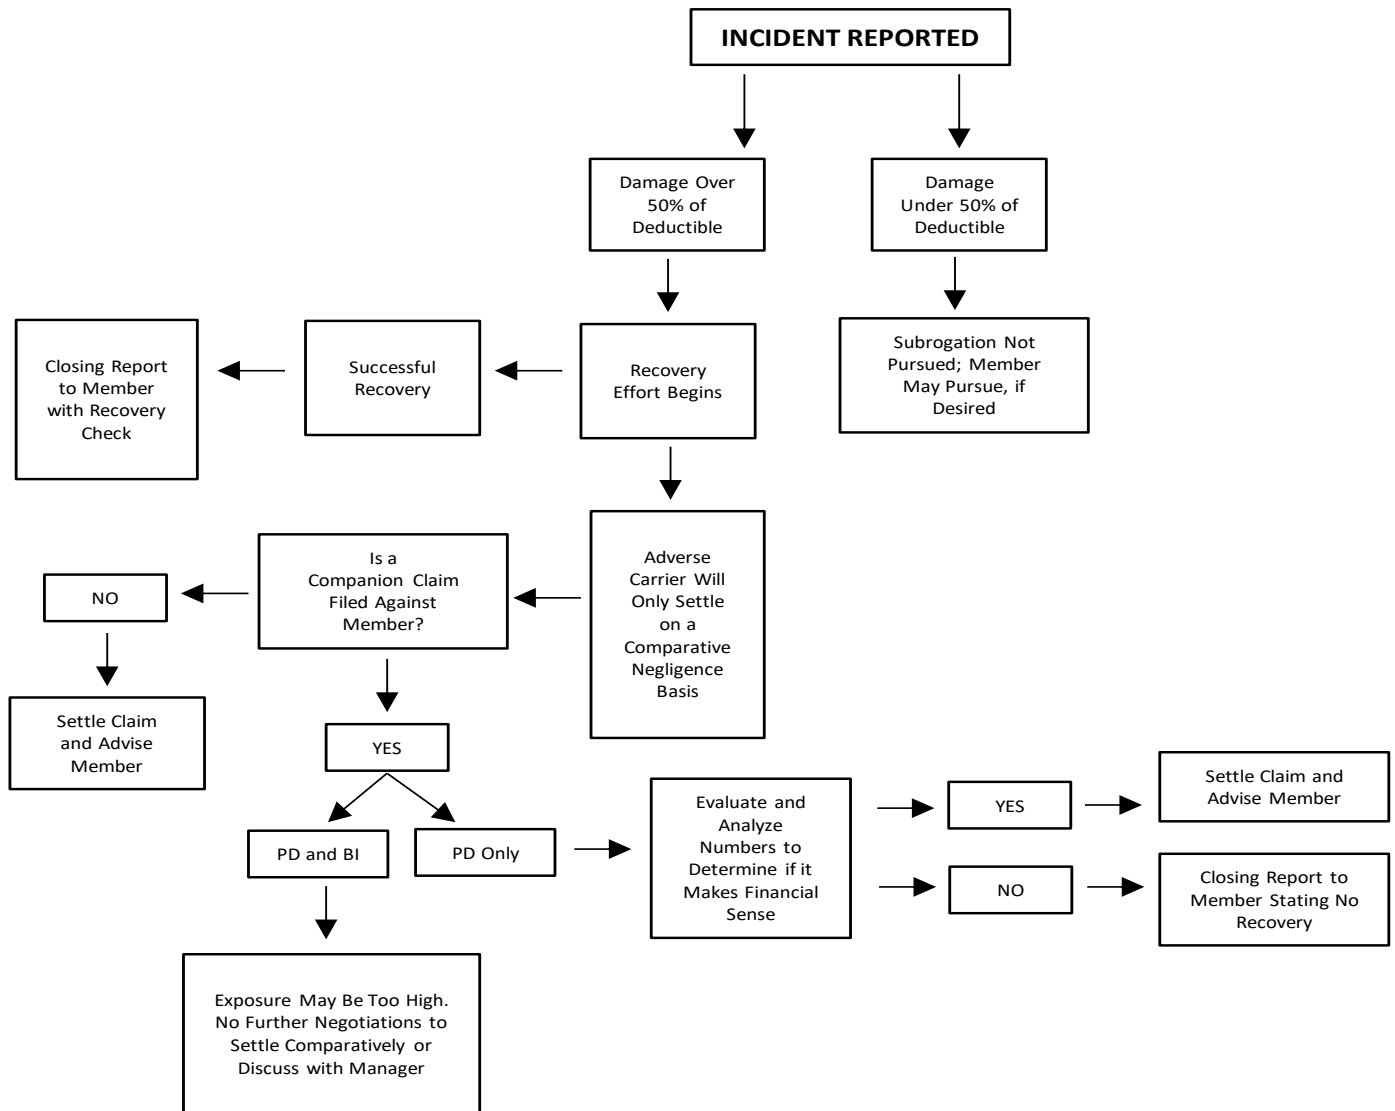 INCIDENT REPORTED
Damage Over
50% of
Deductible
Damage
Under 50% of
Deductible
Closing Report
to Member
with Recovery
Check
Successful
Recovery
Recovery
Effort Begins
Subrogation Not
Pursued; Member
May Pursue, if
Desired
NO
Is a
Companion Claim
Filed Against
Member?
Adverse
Carrier Will
Only Settle
on a
Comparative
Negligence
Basis
Settle Claim
and Advise
Member
YES
PD and BI
PD Only
Evaluate and
Analyze
Numbers to
Determine if it
Makes Financial
Sense
YES
Settle Claim and
Advise Member
NO
Closing Report to
Member Stating No
Recovery
Exposure May Be Too High.
No Further Negotiations to
Settle Comparatively or
Discuss with Manager